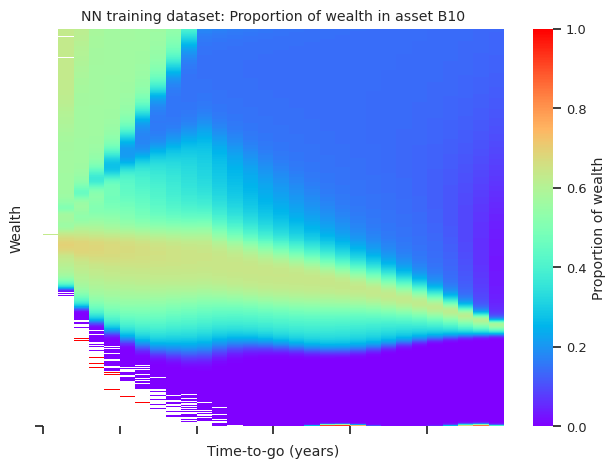 NN training dataset: Proportion of wealth in asset B10
Wealth
Time-to-go (years)
1.0
0.8
0.6
0.4
0.2
0.0
Proportion of wealth